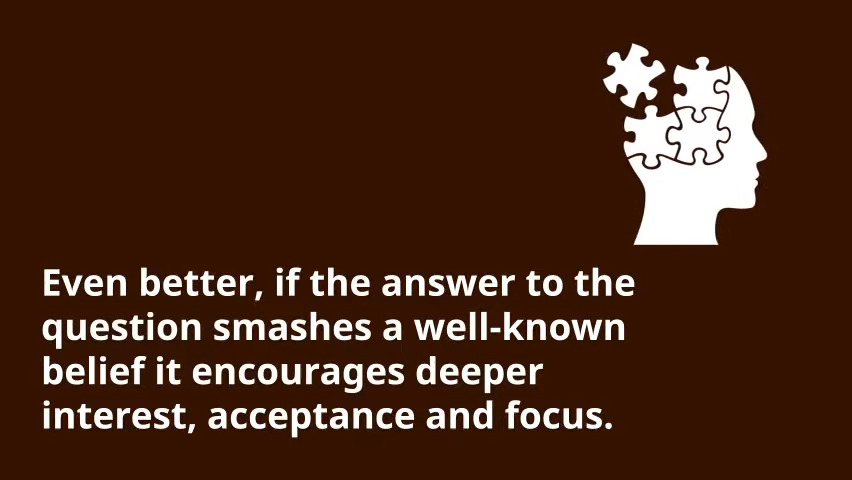 Even better, if the answer to the
question smashes a well-known
belief it encourages deeper
interest, acceptance and focus.